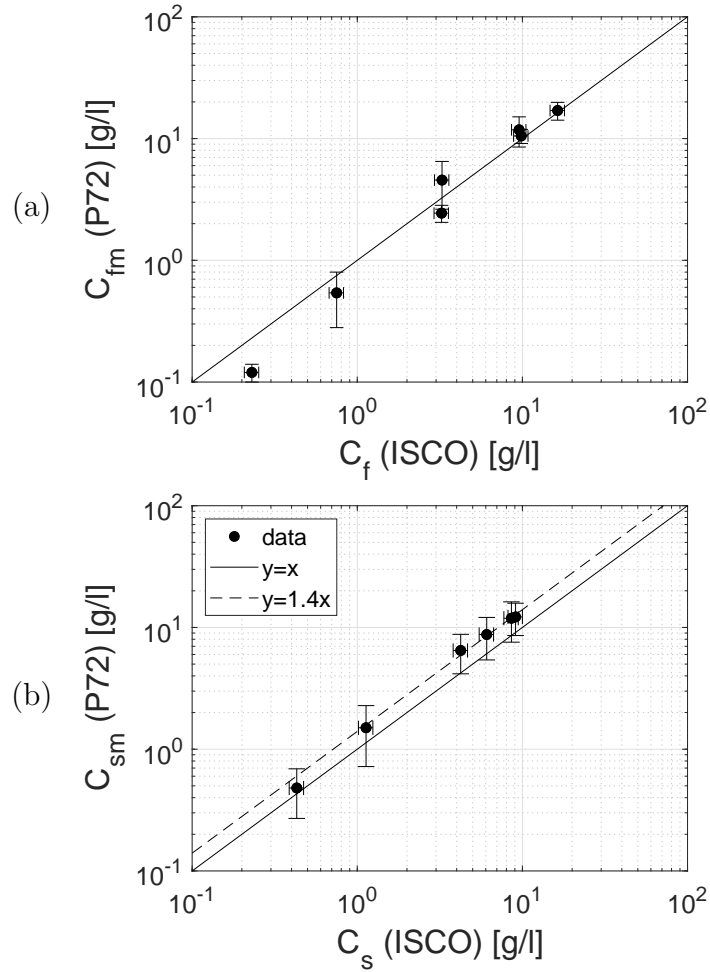 (a)
C_fm (P72) [g/l]
10^2
10^1
10^0
10^-1
10^-1 10^0 10^1 10^2
C_f (ISCO) [g/l]
(b)
C_sm (P72) [g/l]
10^2
10^1
10^0
10^-1
data
y=x
y=1.4x
10^-1 10^0 10^1 10^2
C_s (ISCO) [g/l]